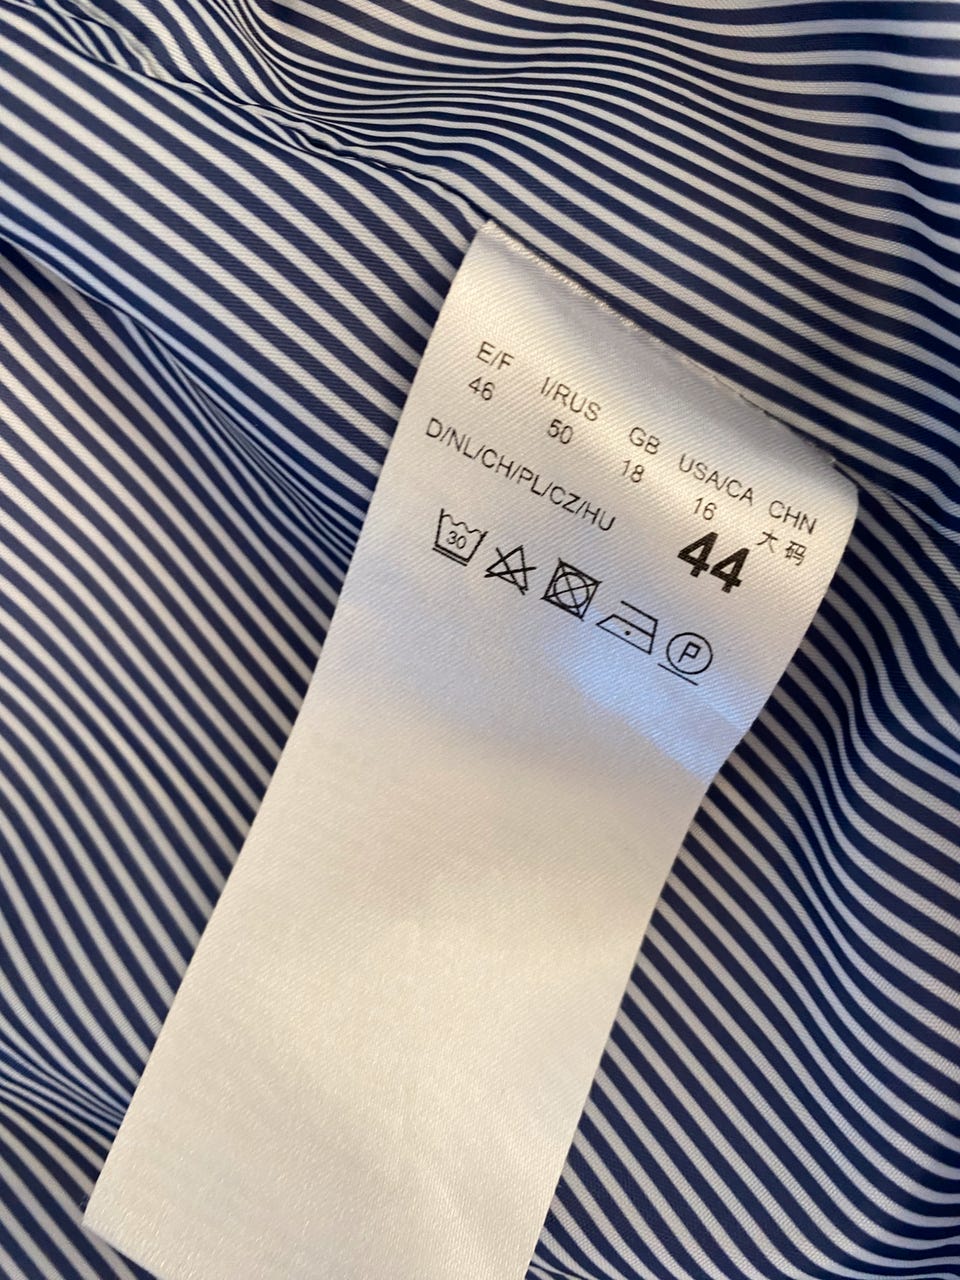 E/F I/RUS GB USA/CA CHN
46 50 18 16 大码
D/NL/CH/PL/CZ/HU 44
30
P